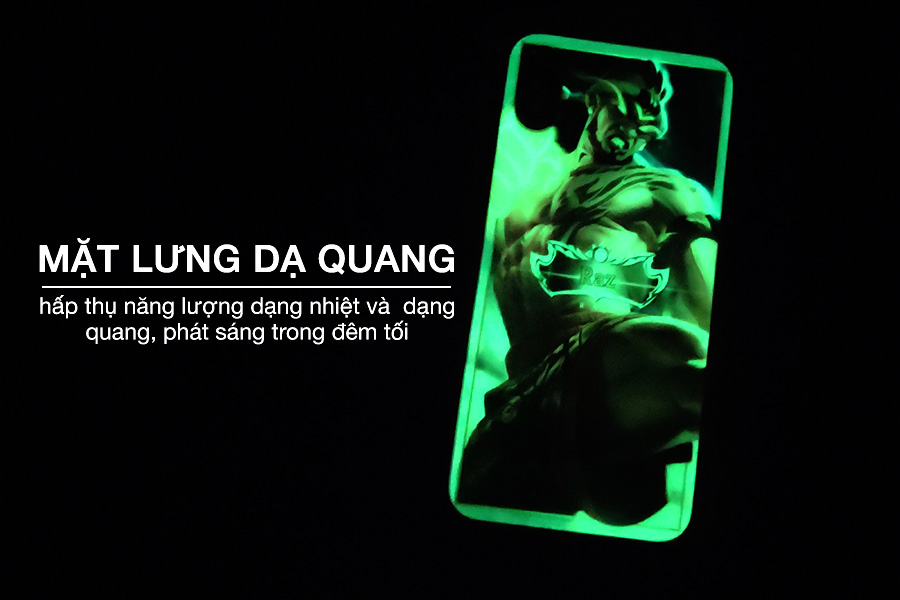 MẶT LƯNG DẠ QUANG
hấp thụ năng lượng dạng nhiệt và  dạng
quang, phát sáng trong đêm tối
Raz